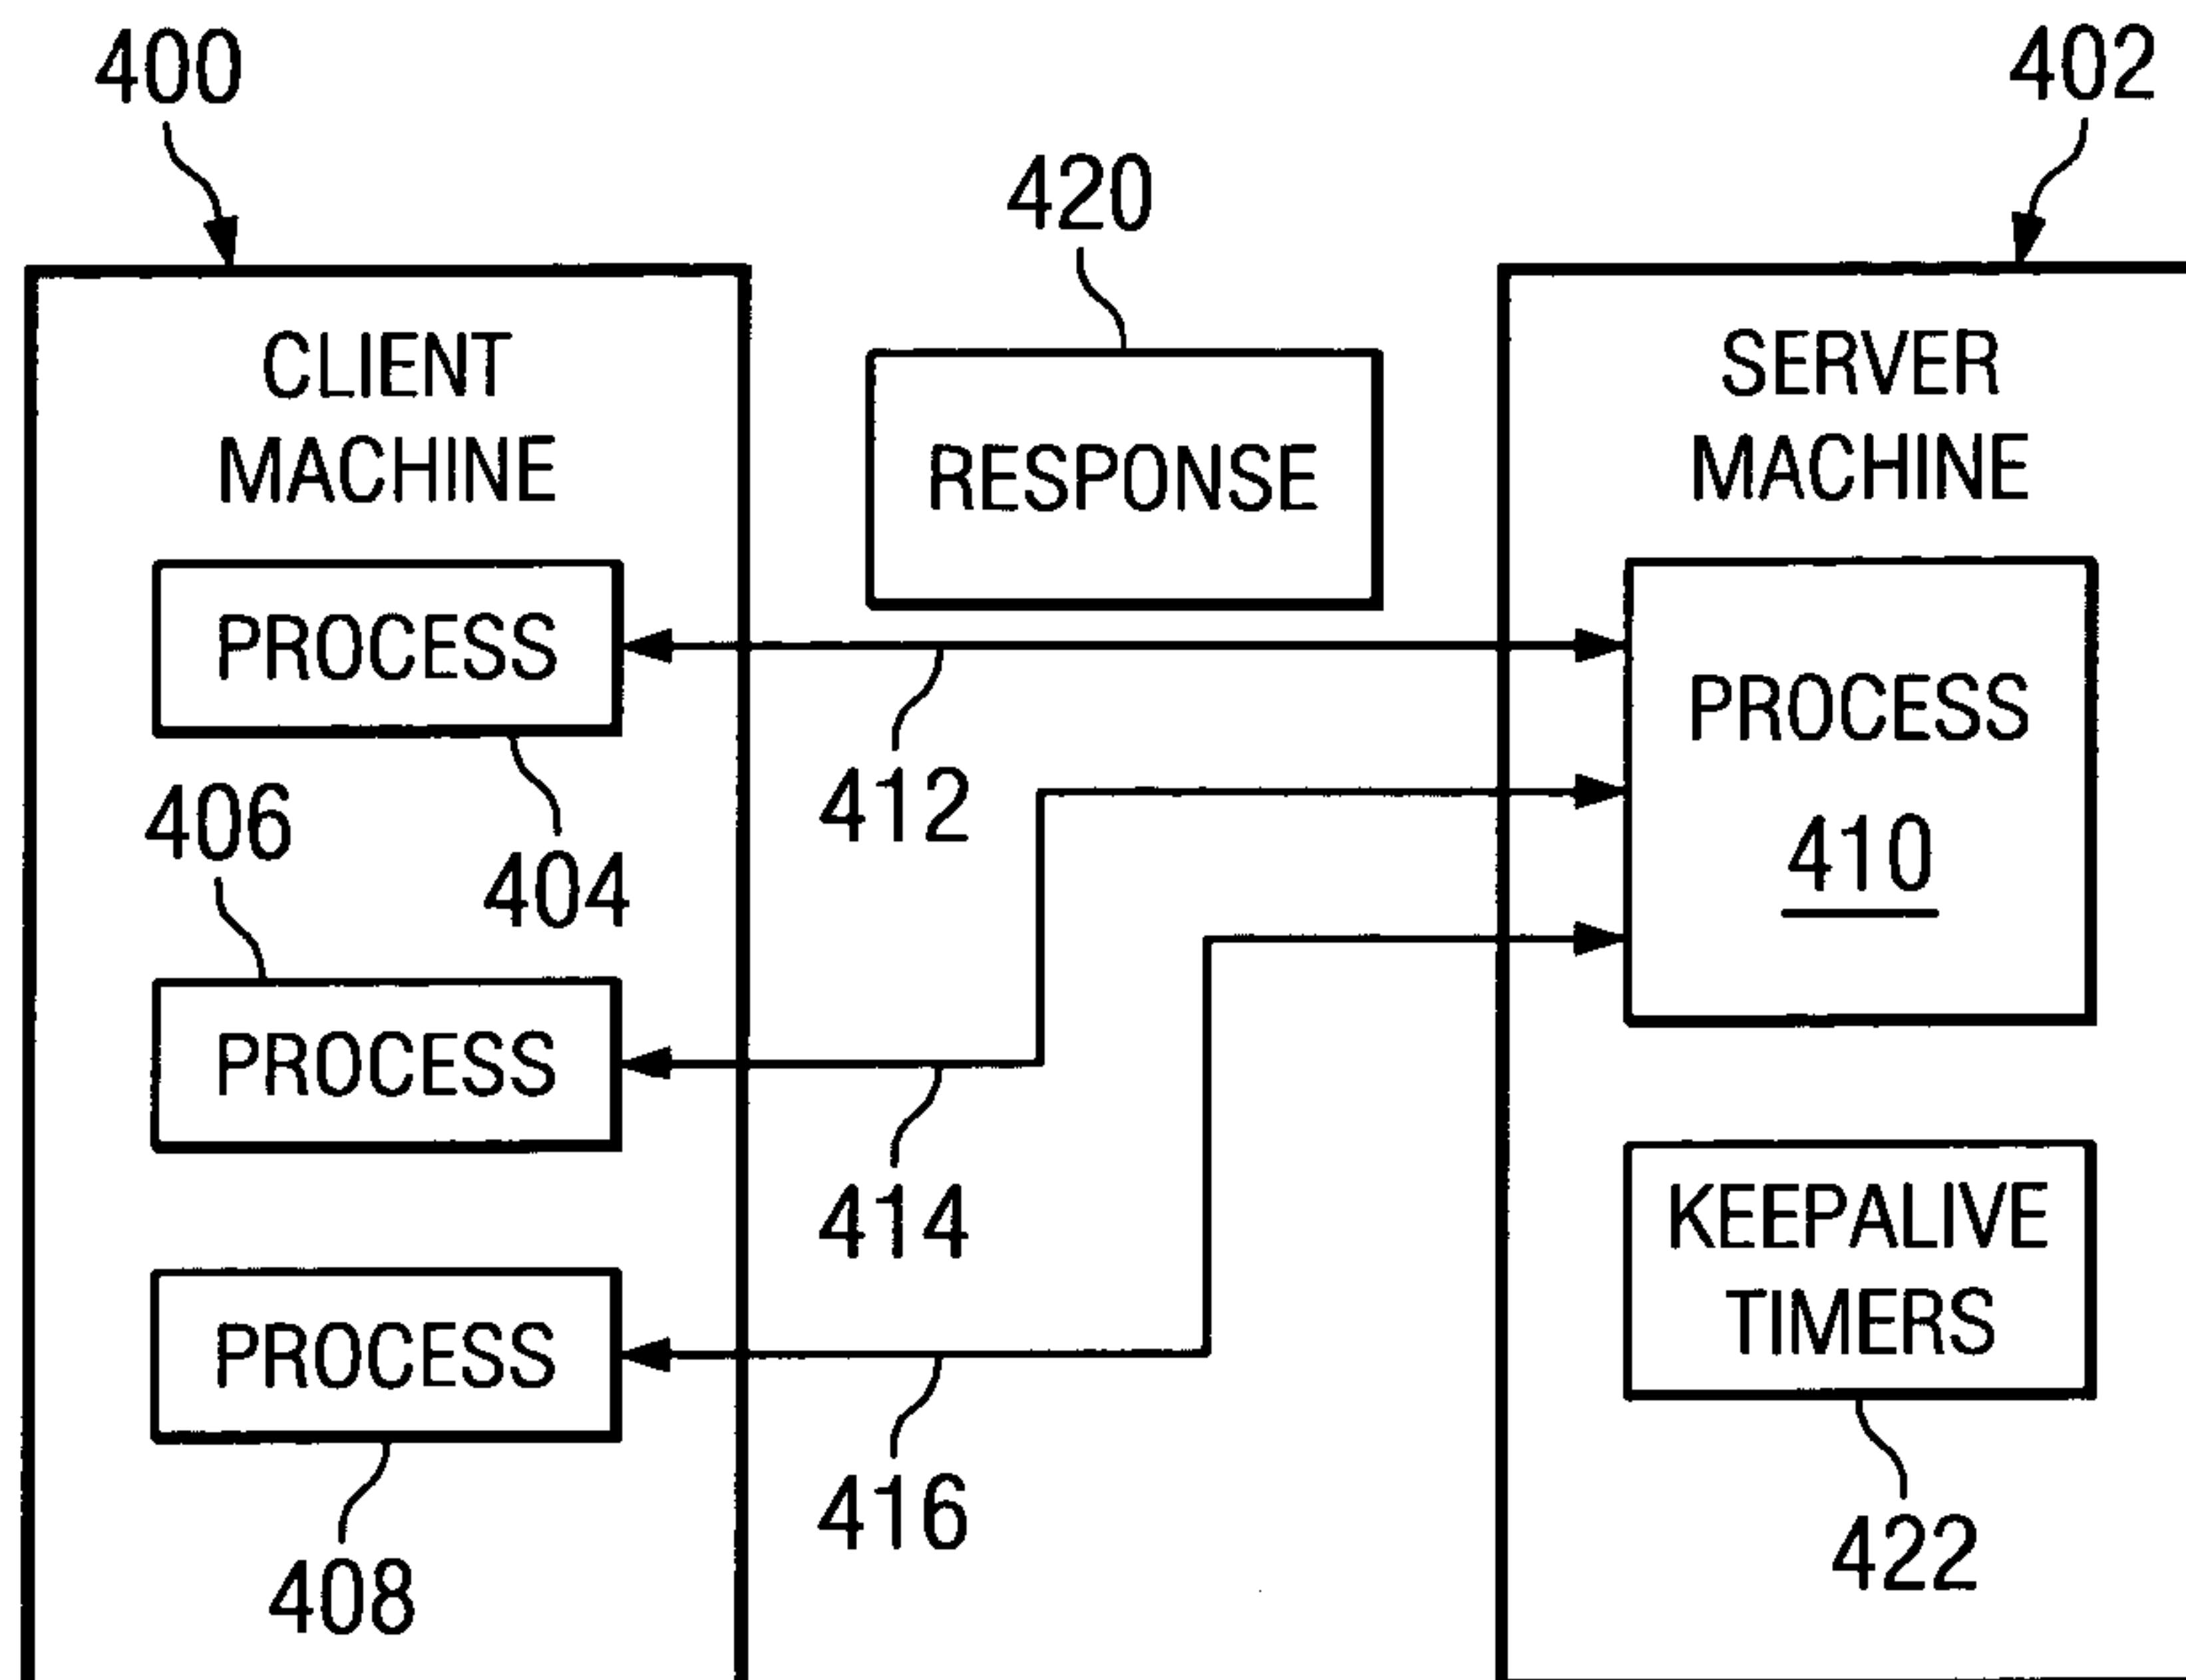 400
402
420
CLIENT
MACHINE
RESPONSE
SERVER
MACHINE
PROCESS
PROCESS
410
412
406
404
PROCESS
414
KEEPALIVE
TIMERS
PROCESS
416
422
408